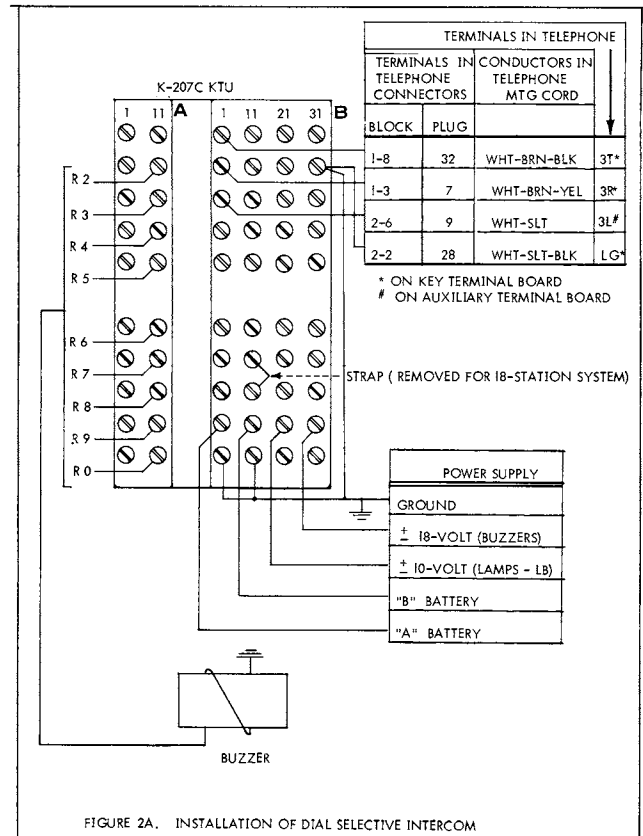 TERMINALS IN TELEPHONE
TERMINALS IN TELEPHONE CONNECTORS
CONDUCTORS IN TELEPHONE MTG CORD
BLOCK PLUG
1-8 32 WHT-BRN-BLK 3T*
1-3 7 WHT-BRN-YEL 3R*
2-6 9 WHT-SLT 3L#
2-2 28 WHT-SLT-BLK LG*
* ON KEY TERMINAL BOARD
# ON AUXILIARY TERMINAL BOARD
K-207C KTU
1 11 A 1 11 21 31 B
R 2
R 3
R 4
R 5
R 6
R 7
R 8
R 9
R 0
STRAP ( REMOVED FOR 18-STATION SYSTEM)
POWER SUPPLY
GROUND
± 18-VOLT (BUZZERS)
± 10-VOLT (LAMPS - LB)
"B" BATTERY
"A" BATTERY
BUZZER
FIGURE 2A. INSTALLATION OF DIAL SELECTIVE INTERCOM